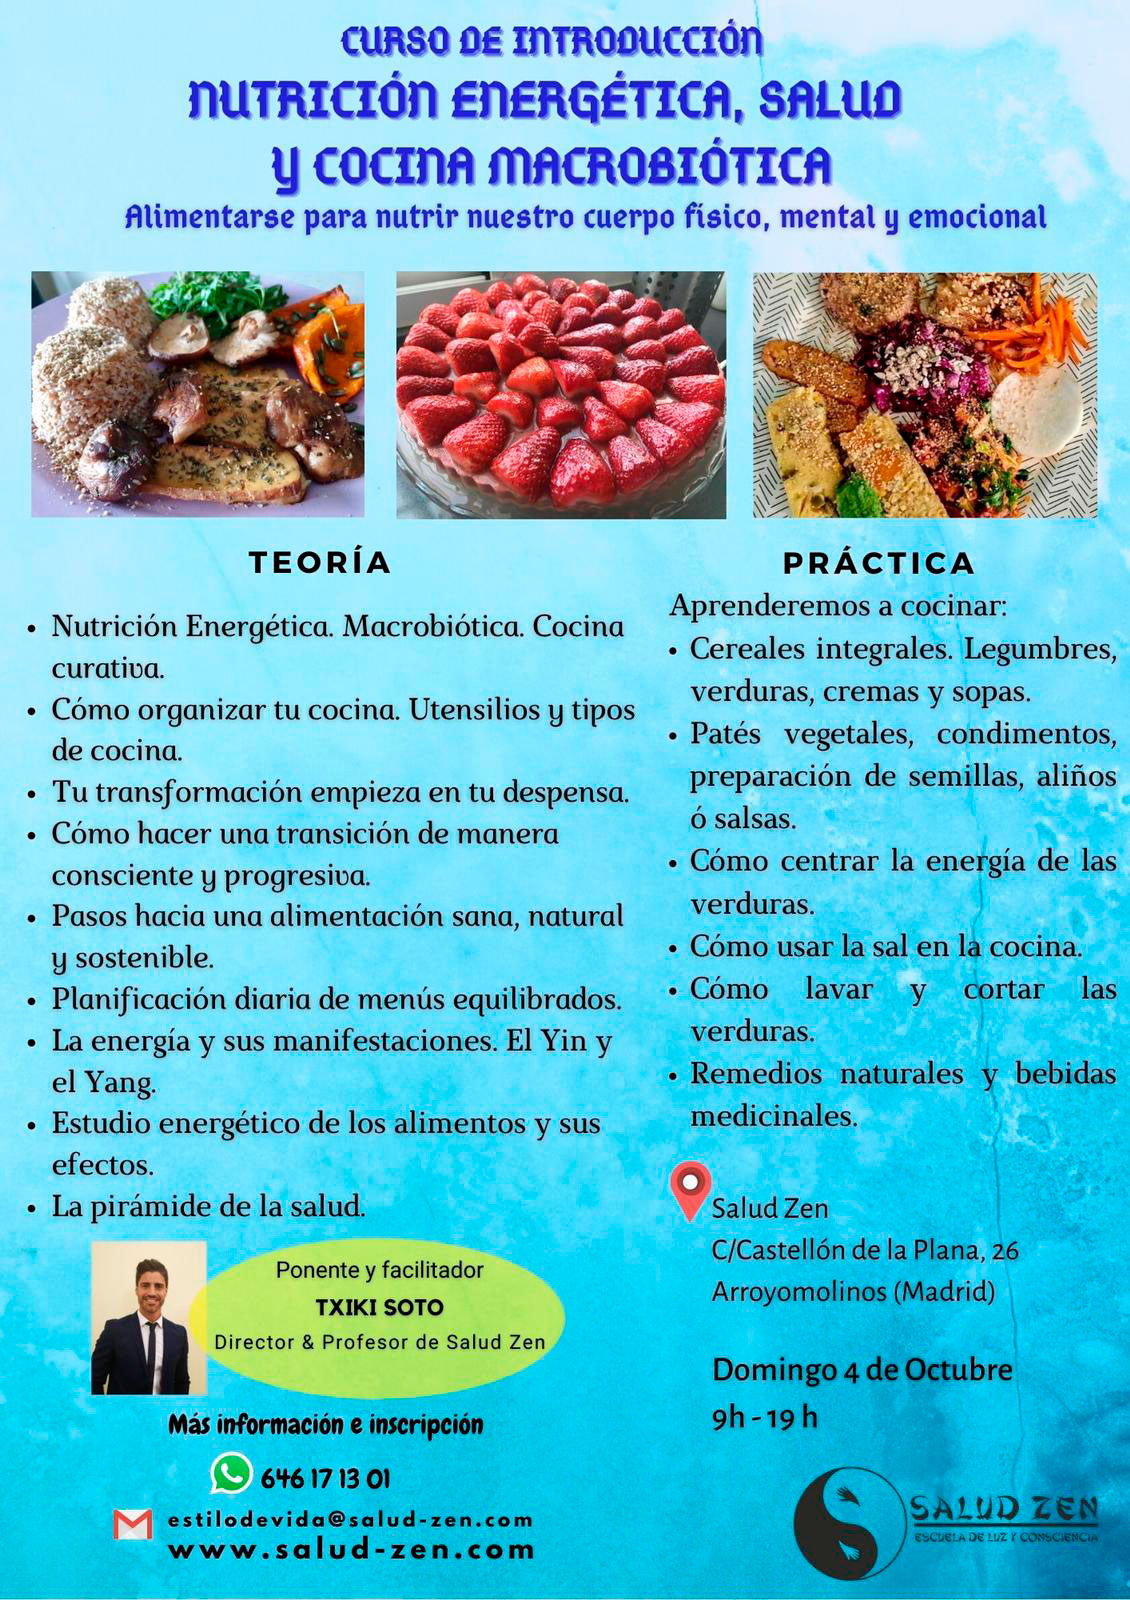 CURSO DE INTRODUCCIÓN
NUTRICIÓN ENERGÉTICA, SALUD
Y COCINA MACROBIÓTICA
Alimentarse para nutrir nuestro cuerpo físico, mental y emocional
TEORÍA
• Nutrición Energética. Macrobiótica. Cocina
curativa.
• Cómo organizar tu cocina. Utensilios y tipos
de cocina.
• Tu transformación empieza en tu despensa.
• Cómo hacer una transición de manera
consciente y progresiva.
• Pasos hacia una alimentación sana, natural
y sostenible.
• Planificación diaria de menús equilibrados.
• La energía y sus manifestaciones. El Yin y
el Yang.
• Estudio energético de los alimentos y sus
efectos.
• La pirámide de la salud.
PRÁCTICA
Aprenderemos a cocinar:
• Cereales integrales. Legumbres,
verduras, cremas y sopas.
• Patés vegetales, condimentos,
preparación de semillas, aliños
ó salsas.
• Cómo centrar la energía de las
verduras.
• Cómo usar la sal en la cocina.
• Cómo lavar y cortar las
verduras.
• Remedios naturales y bebidas
medicinales.
Salud Zen
C/Castellón de la Plana, 26
Arroyomolinos (Madrid)
Domingo 4 de Octubre
9h - 19 h
Ponente y facilitador
TXIKI SOTO
Director & Profesor de Salud Zen
Más información e inscripción
646 17 13 01
estilodevida@salud-zen.com
www.salud-zen.com
SALUD ZEN
ESCUELA DE LUZ Y CONSCIENCIA